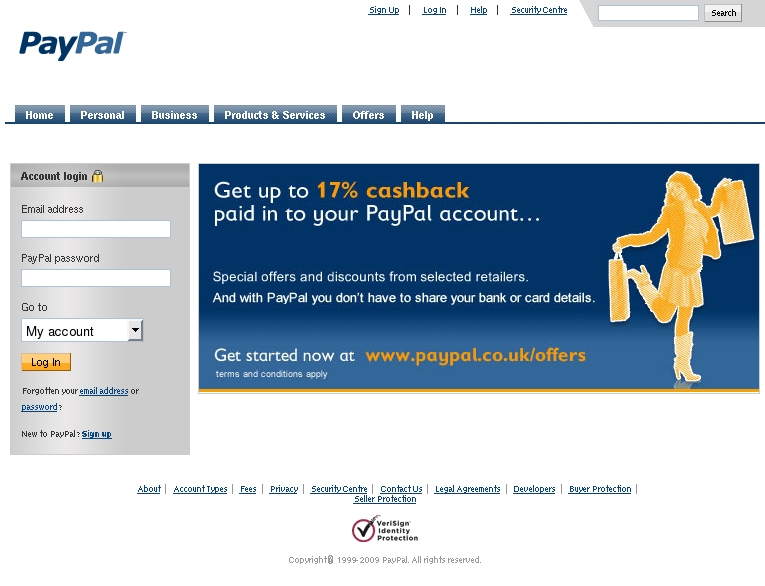 Sign Up | Log In | Help | Security Centre
Search
PayPal
Home
Personal
Business
Products & Services
Offers
Help
Account login
Email address
PayPal password
Go to
My account
Log In
Forgotten your email address or
password?
New to PayPal? Sign up
Get up to 17% cashback
paid in to your PayPal account...
Special offers and discounts from selected retailers.
And with PayPal you don't have to share your bank or card details.
Get started now at www.paypal.co.uk/offers
terms and conditions apply
About | Account Types | Fees | Privacy | Security Centre | Contact Us | Legal Agreements | Developers | Buyer Protection |
Seller Protection
VeriSign
Identity
Protection
Copyright� 1999-2009 PayPal. All rights reserved.